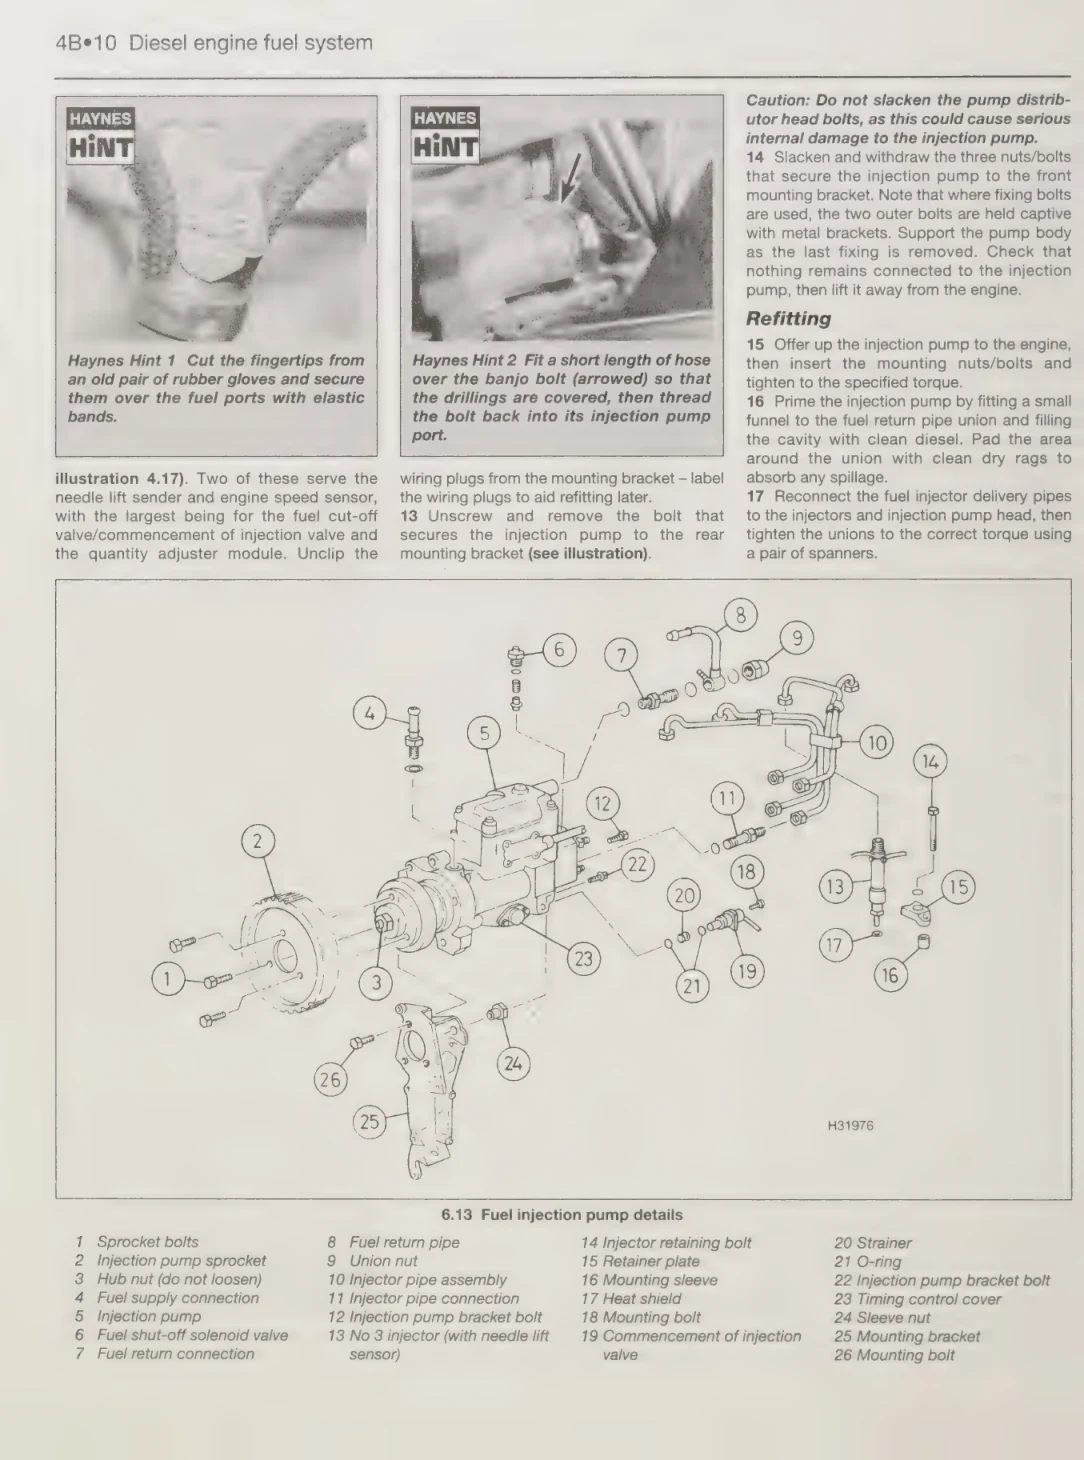 4B•10 Diesel engine fuel system
HAYNES
HiNT
Haynes Hint 1 Cut the fingertips from
an old pair of rubber gloves and secure
them over the fuel ports with elastic
bands.
HAYNES
HiNT
Haynes Hint 2 Fit a short length of hose
over the banjo bolt (arrowed) so that
the drillings are covered, then thread
the bolt back into its injection pump
port.
illustration 4.17). Two of these serve the
needle lift sender and engine speed sensor,
with the largest being for the fuel cut-off
valve/commencement of injection valve and
the quantity adjuster module. Unclip the
wiring plugs from the mounting bracket – label
the wiring plugs to aid refitting later.
13 Unscrew and remove the bolt that
secures the injection pump to the rear
mounting bracket (see illustration).
Caution: Do not slacken the pump distrib-
utor head bolts, as this could cause serious
internal damage to the injection pump.
14 Slacken and withdraw the three nuts/bolts
that secure the injection pump to the front
mounting bracket. Note that where fixing bolts
are used, the two outer bolts are held captive
with metal brackets. Support the pump body
as the last fixing is removed. Check that
nothing remains connected to the injection
pump, then lift it away from the engine.
Refitting
15 Offer up the injection pump to the engine,
then insert the mounting nuts/bolts and
tighten to the specified torque.
16 Prime the injection pump by fitting a small
funnel to the fuel return pipe union and filling
the cavity with clean diesel. Pad the area
around the union with clean dry rags to
absorb any spillage.
17 Reconnect the fuel injector delivery pipes
to the injectors and injection pump head, then
tighten the unions to the correct torque using
a pair of spanners.
8
9
6
7
4
5
10
14
12
11
2
22
18
13
15
20
17
23
19
16
1
3
21
24
26
25
H31976
6.13 Fuel injection pump details
1 Sprocket bolts
2 Injection pump sprocket
3 Hub nut (do not loosen)
4 Fuel supply connection
5 Injection pump
6 Fuel shut-off solenoid valve
7 Fuel return connection
8 Fuel return pipe
9 Union nut
10 Injector pipe assembly
11 Injector pipe connection
12 Injection pump bracket bolt
13 No 3 injector (with needle lift
sensor)
14 Injector retaining bolt
15 Retainer plate
16 Mounting sleeve
17 Heat shield
18 Mounting bolt
19 Commencement of injection
valve
20 Strainer
21 O-ring
22 Injection pump bracket bolt
23 Timing control cover
24 Sleeve nut
25 Mounting bracket
26 Mounting bolt